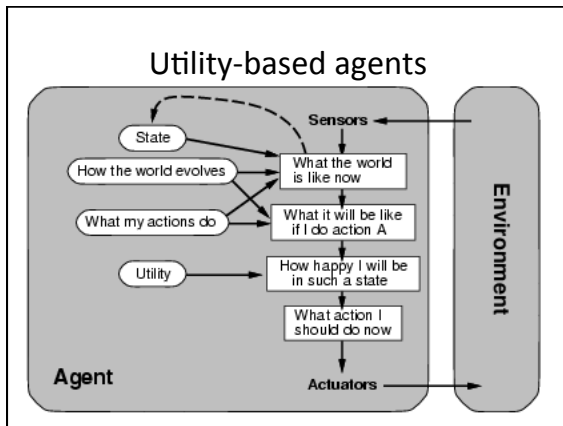 Utility-based agents
Sensors
State
What the world
is like now
How the world evolves
What my actions do
What it will be like
if I do action A
Utility
How happy I will be
in such a state
What action I
should do now
Agent
Actuators
Environment